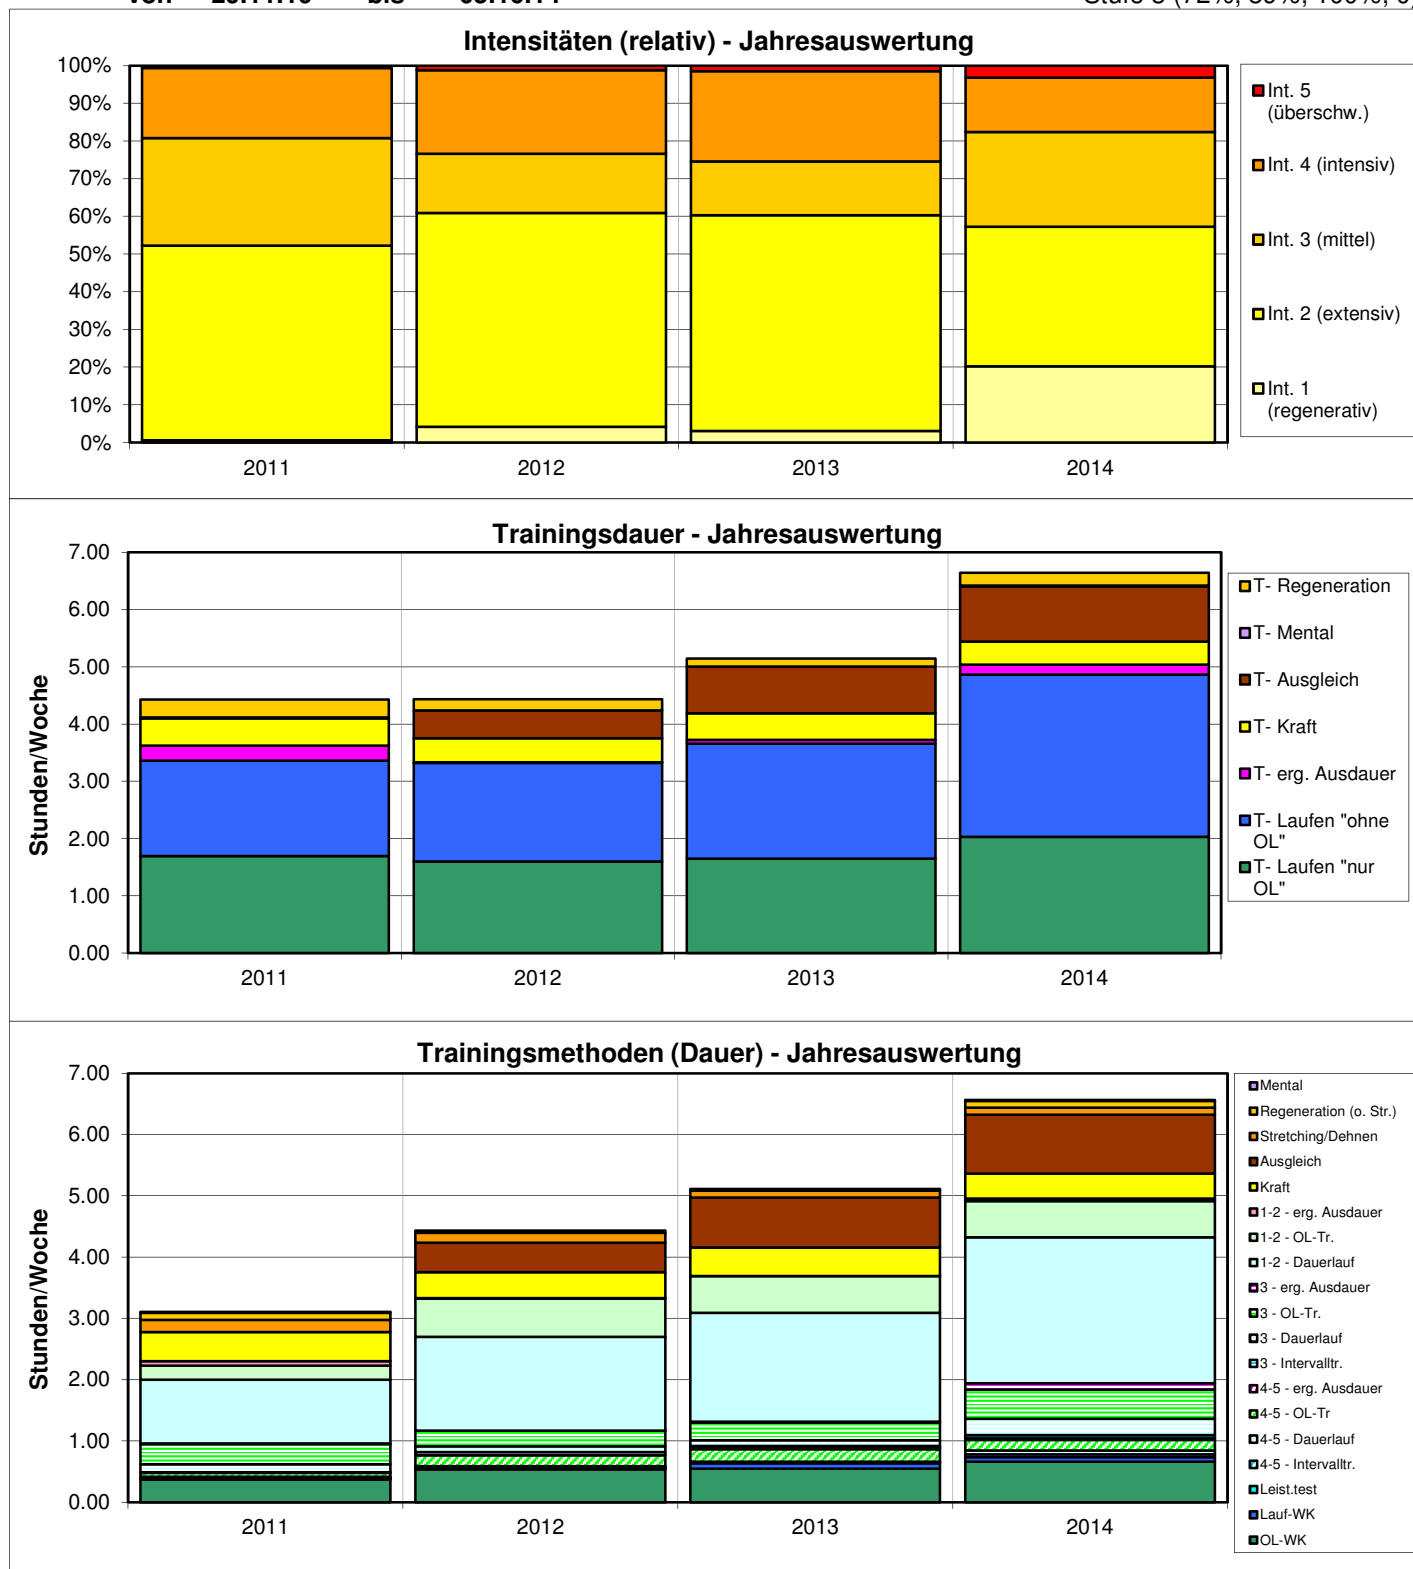 Intensitäten (relativ) - Jahresauswertung
100%
90%
80%
70%
60%
50%
40%
30%
20%
10%
0%
2011 2012 2013 2014
Int. 5
(überschw.)
Int. 4 (intensiv)
Int. 3 (mittel)
Int. 2 (extensiv)
Int. 1
(regenerativ)
Trainingsdauer - Jahresauswertung
Stunden/Woche
7.00
6.00
5.00
4.00
3.00
2.00
1.00
0.00
2011 2012 2013 2014
T- Regeneration
T- Mental
T- Ausgleich
T- Kraft
T- erg. Ausdauer
T- Laufen "ohne
OL"
T- Laufen "nur
OL"
Trainingsmethoden (Dauer) - Jahresauswertung
Stunden/Woche
7.00
6.00
5.00
4.00
3.00
2.00
1.00
0.00
2011 2012 2013 2014
Mental
Regeneration (o. Str.)
Stretching/Dehnen
Ausgleich
Kraft
1-2 - erg. Ausdauer
1-2 - OL-Tr.
1-2 - Dauerlauf
3 - erg. Ausdauer
3 - OL-Tr.
3 - Dauerlauf
3 - Intervalltr.
4-5 - erg. Ausdauer
4-5 - OL-Tr
4-5 - Dauerlauf
4-5 - Intervalltr.
Leist.test
Lauf-WK
OL-WK